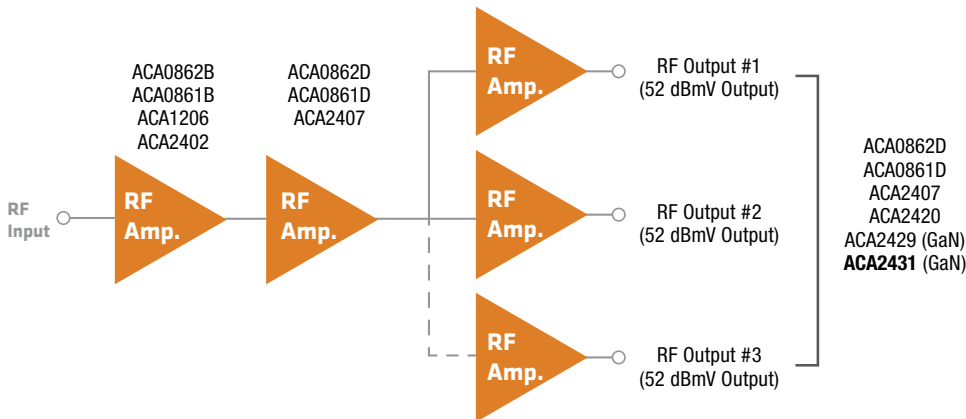 RF
Input
ACA0862B
ACA0861B
ACA1206
ACA2402
RF
Amp.
ACA0862D
ACA0861D
ACA2407
RF
Amp.
RF
Amp.
RF Output #1
(52 dBmV Output)
RF
Amp.
RF Output #2
(52 dBmV Output)
RF
Amp.
RF Output #3
(52 dBmV Output)
ACA0862D
ACA0861D
ACA2407
ACA2420
ACA2429 (GaN)
ACA2431 (GaN)